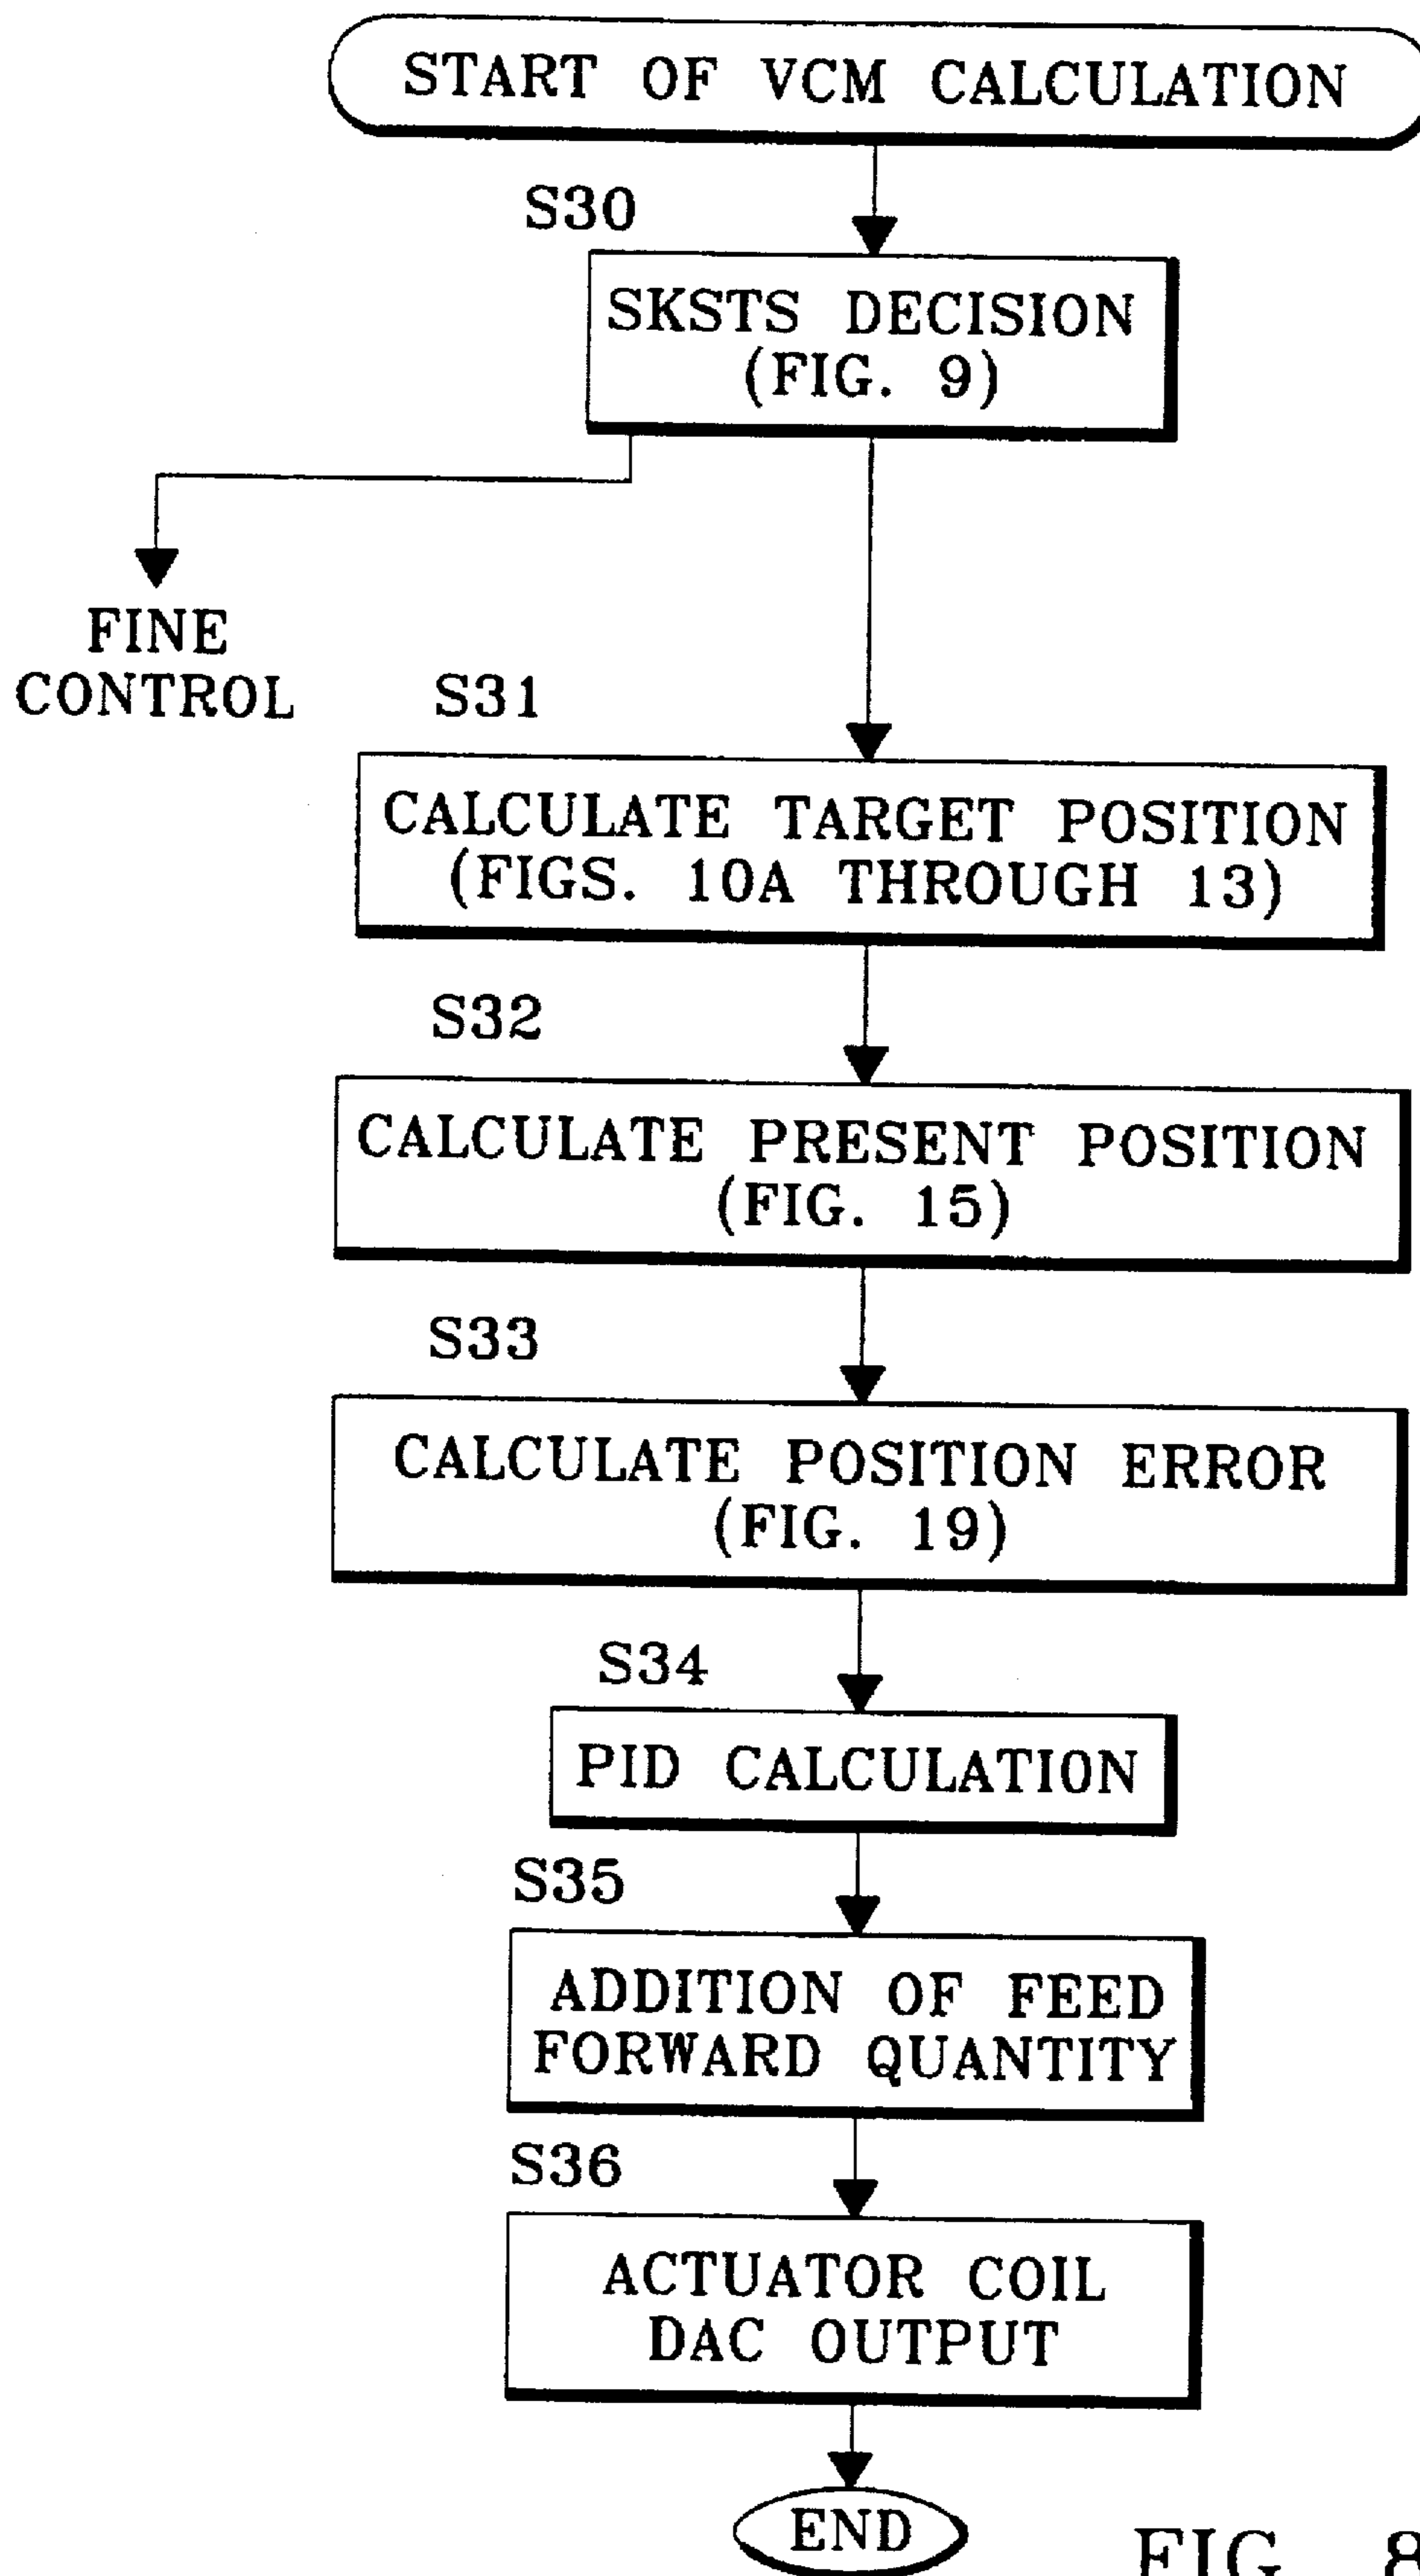 START OF VCM CALCULATION
S30
SKSTS DECISION
(FIG. 9)
FINE
CONTROL
S31
CALCULATE TARGET POSITION
(FIGS. 10A THROUGH 13)
S32
CALCULATE PRESENT POSITION
(FIG. 15)
S33
CALCULATE POSITION ERROR
(FIG. 19)
S34
PID CALCULATION
S35
ADDITION OF FEED
FORWARD QUANTITY
S36
ACTUATOR COIL
DAC OUTPUT
END
FIG. 8